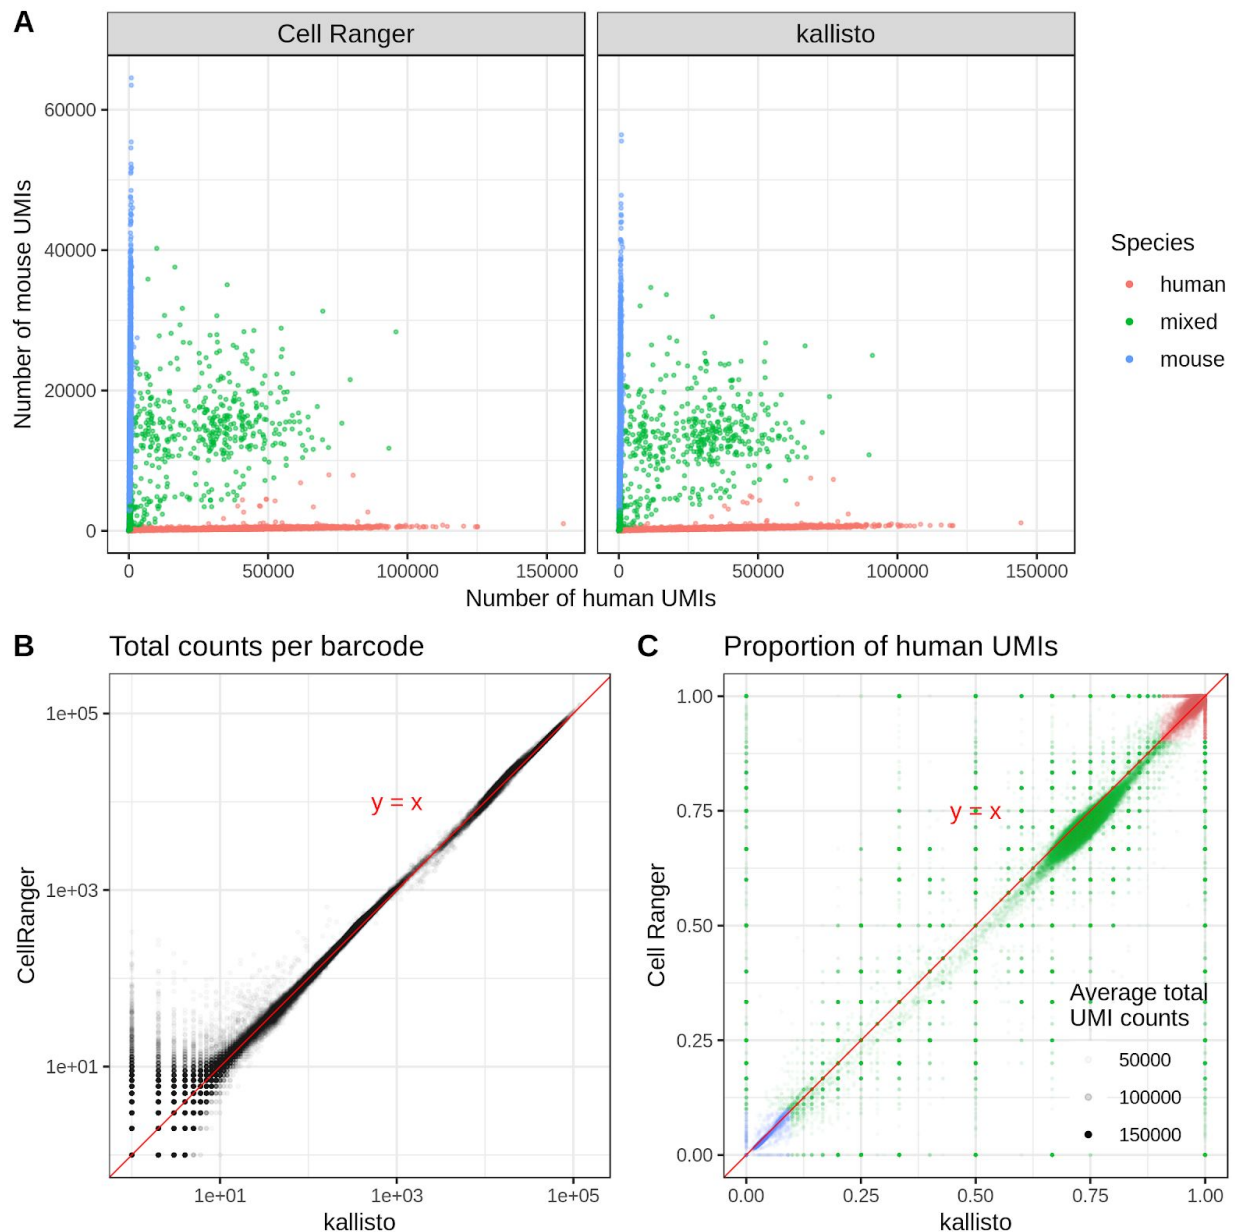 A
Cell Ranger
kallisto
Number of mouse UMIs
60000
40000
20000
0
0
50000
100000
150000
0
50000
100000
150000
Number of human UMIs
Species
human
mixed
mouse
B
Total counts per barcode
CellRanger
1e+05
1e+03
1e+01
y = x
1e+01
1e+03
1e+05
kallisto
C
Proportion of human UMIs
Cell Ranger
1.00
0.75
0.50
0.25
0.00
y = x
Average total
UMI counts
50000
100000
150000
0.00
0.25
0.50
0.75
1.00
kallisto